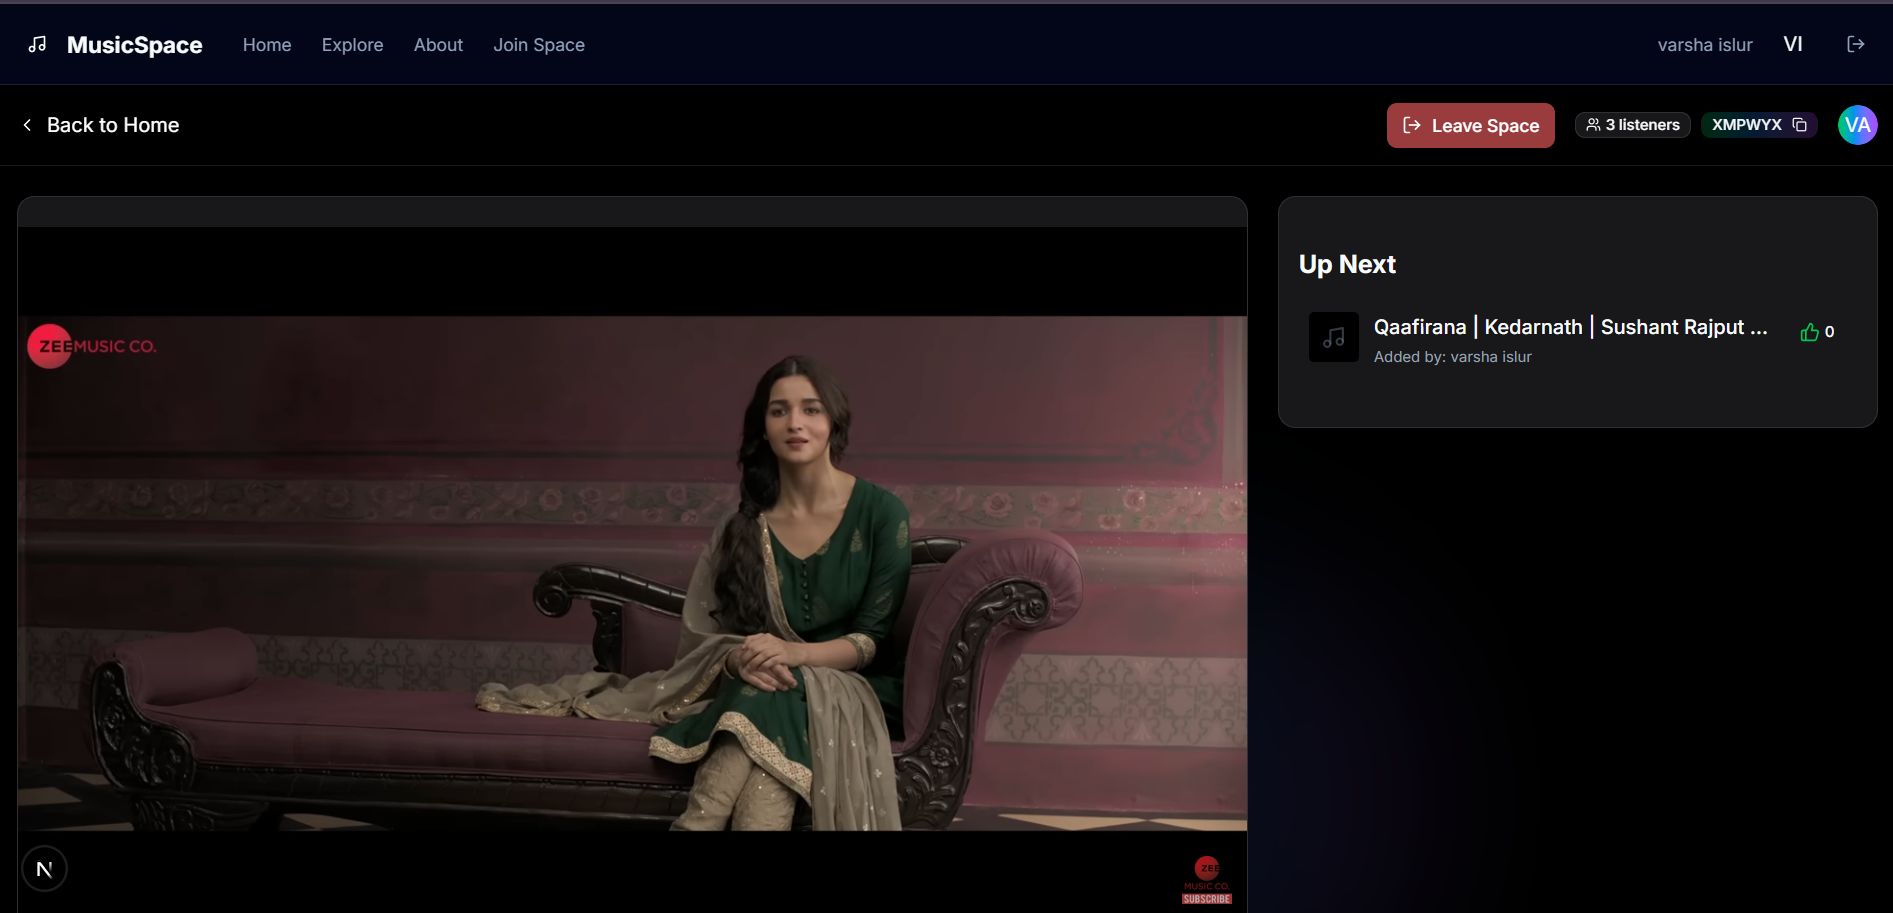 MusicSpace Home Explore About Join Space varsha islur VI
Back to Home Leave Space 3 listeners XMPWYX VA
ZEE MUSIC CO.
Up Next
Qaafirana | Kedarnath | Sushant Rajput ... 0
Added by: varsha islur
N
ZEE
MUSIC CO.
SUBSCRIBE